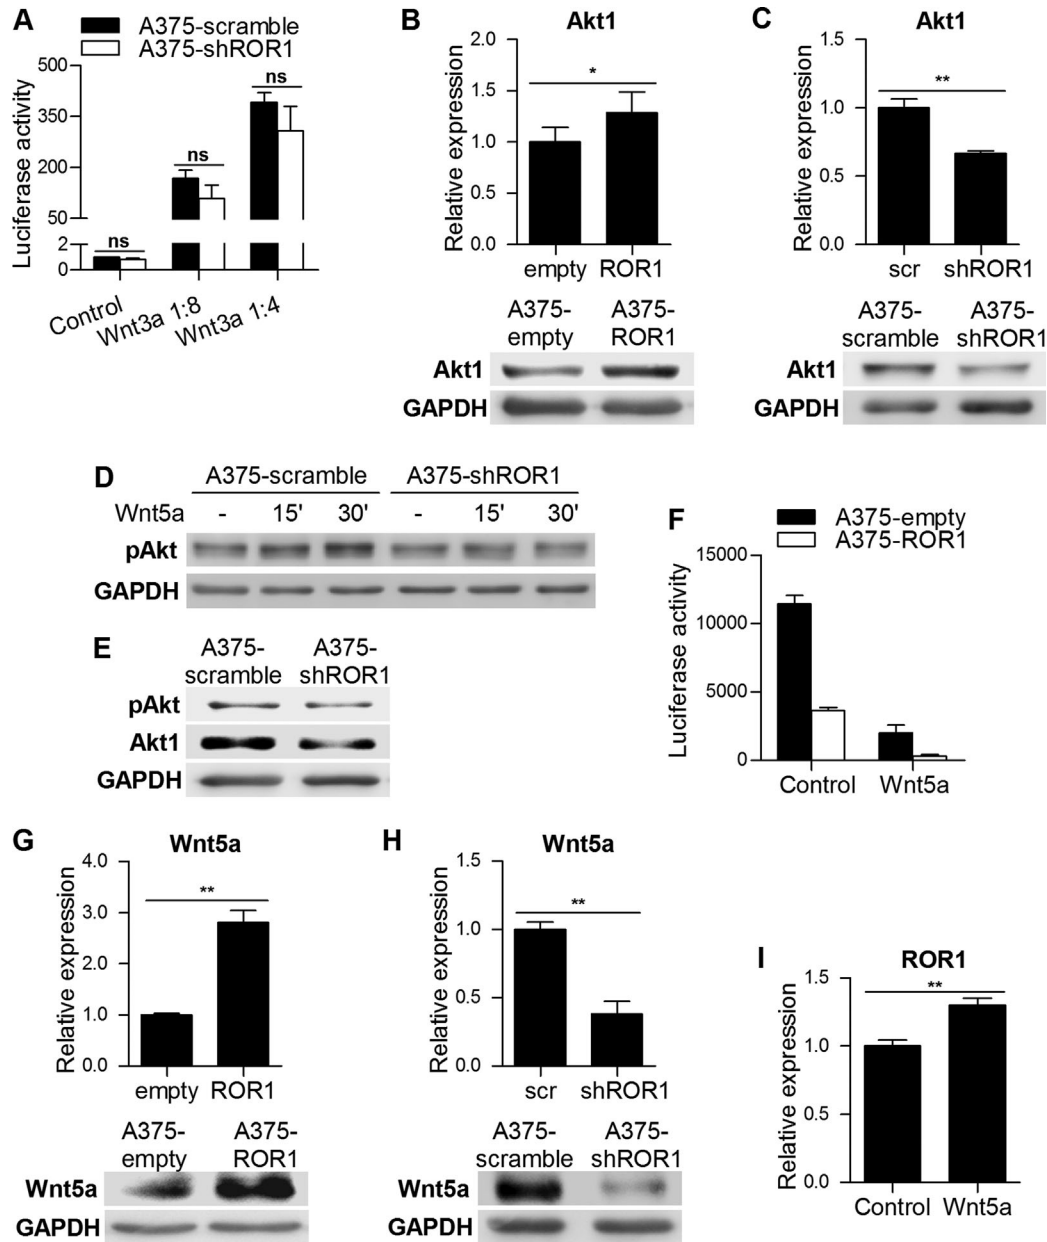 A
A375-scramble
A375-shROR1
Luciferase activity
500
350
200
50
2
0
ns
ns
ns
Control
Wnt3a 1:8
Wnt3a 1:4
B
Akt1
Relative expression
2.0
1.5
1.0
0.5
0.0
*
empty ROR1
A375-empty
A375-ROR1
Akt1
GAPDH
C
Akt1
Relative expression
1.5
1.0
0.5
0.0
**
scr shROR1
A375-scramble
A375-shROR1
Akt1
GAPDH
D
A375-scramble A375-shROR1
Wnt5a - 15' 30' - 15' 30'
pAkt
GAPDH
E
A375-scramble
A375-shROR1
pAkt
Akt1
GAPDH
F
A375-empty
A375-ROR1
Luciferase activity
15000
10000
5000
0
Control Wnt5a
G
Wnt5a
Relative expression
4.0
3.0
2.0
1.0
0.0
**
empty ROR1
A375-empty
A375-ROR1
Wnt5a
GAPDH
H
Wnt5a
Relative expression
1.5
1.0
0.5
0.0
**
scr shROR1
A375-scramble
A375-shROR1
Wnt5a
GAPDH
I
ROR1
Relative expression
1.5
1.0
0.5
0.0
**
Control Wnt5a